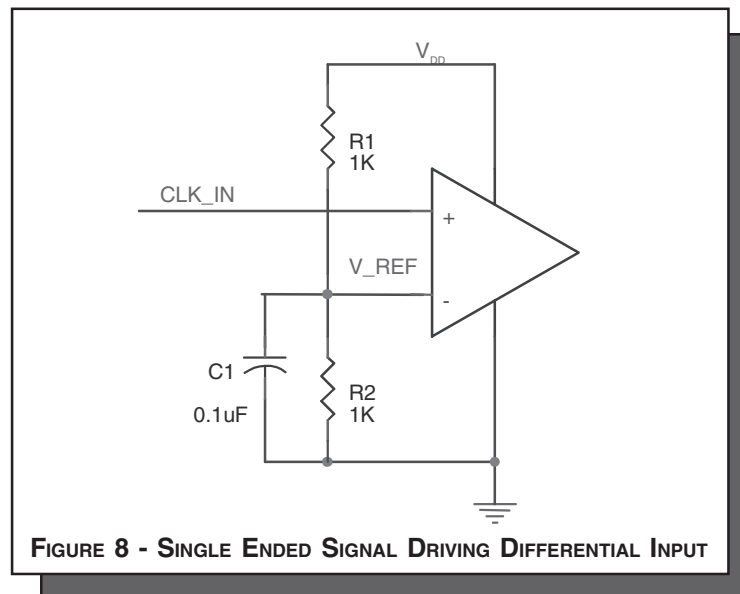 V_DD
R1
1K
CLK_IN
+
V_REF
-
C1
0.1uF
R2
1K
FIGURE 8 - SINGLE ENDED SIGNAL DRIVING DIFFERENTIAL INPUT